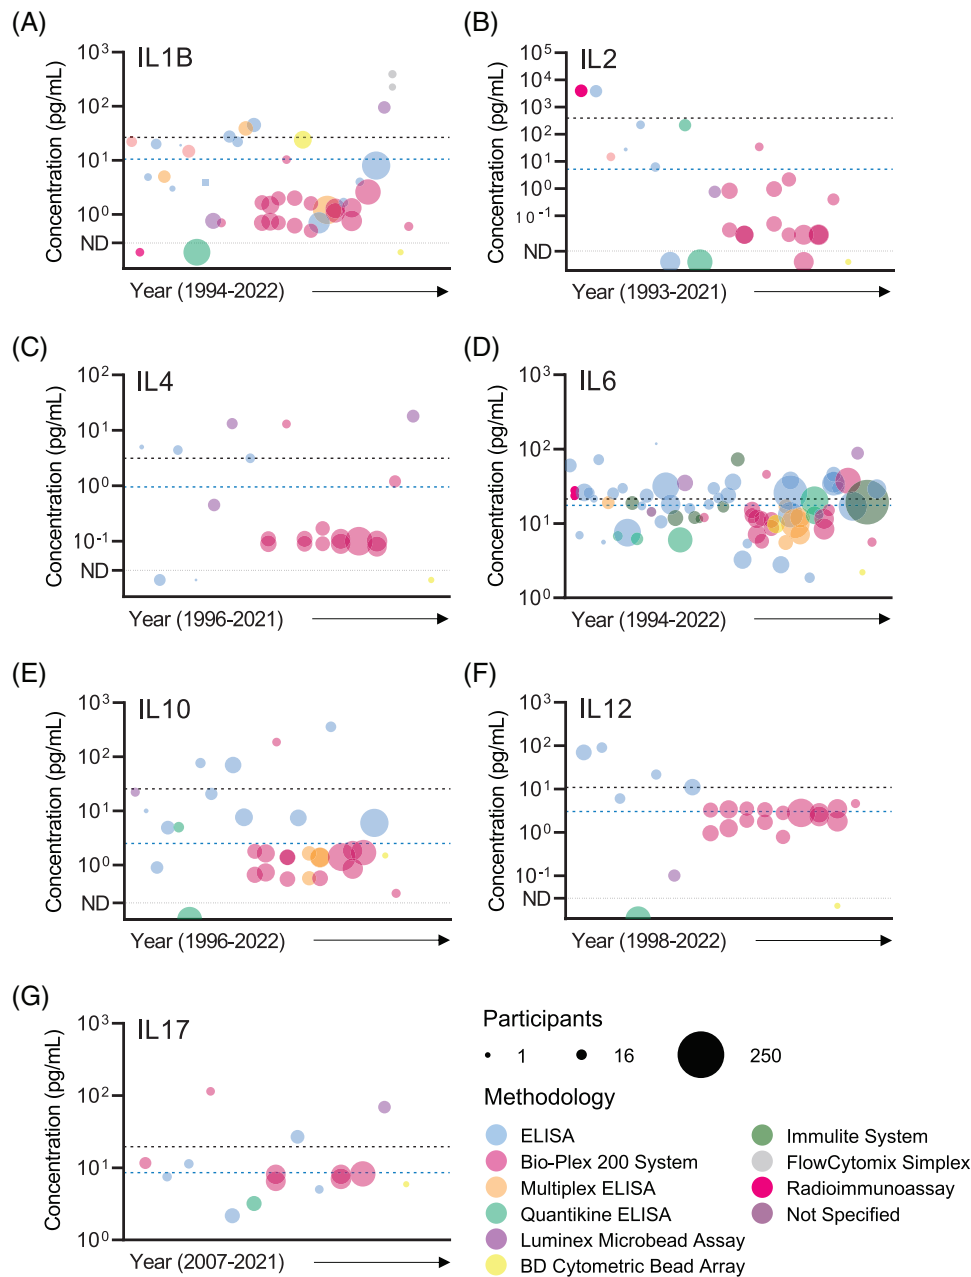 (A)
IL1B
Concentration (pg/mL)
10³
10²
10¹
10⁰
ND
Year (1994-2022)
(B)
IL2
Concentration (pg/mL)
10⁵
10⁴
10³
10²
10¹
10⁰
10⁻¹
ND
Year (1993-2021)
(C)
IL4
Concentration (pg/mL)
10²
10¹
10⁰
10⁻¹
ND
Year (1996-2021)
(D)
IL6
Concentration (pg/mL)
10³
10²
10¹
10⁰
Year (1994-2022)
(E)
IL10
Concentration (pg/mL)
10³
10²
10¹
10⁰
ND
Year (1996-2022)
(F)
IL12
Concentration (pg/mL)
10³
10²
10¹
10⁰
10⁻¹
ND
Year (1998-2022)
(G)
IL17
Concentration (pg/mL)
10³
10²
10¹
10⁰
Year (2007-2021)
Participants
1 16 250
Methodology
ELISA
Bio-Plex 200 System
Multiplex ELISA
Quantikine ELISA
Luminex Microbead Assay
BD Cytometric Bead Array
Immulite System
FlowCytomix Simplex
Radioimmunoassay
Not Specified